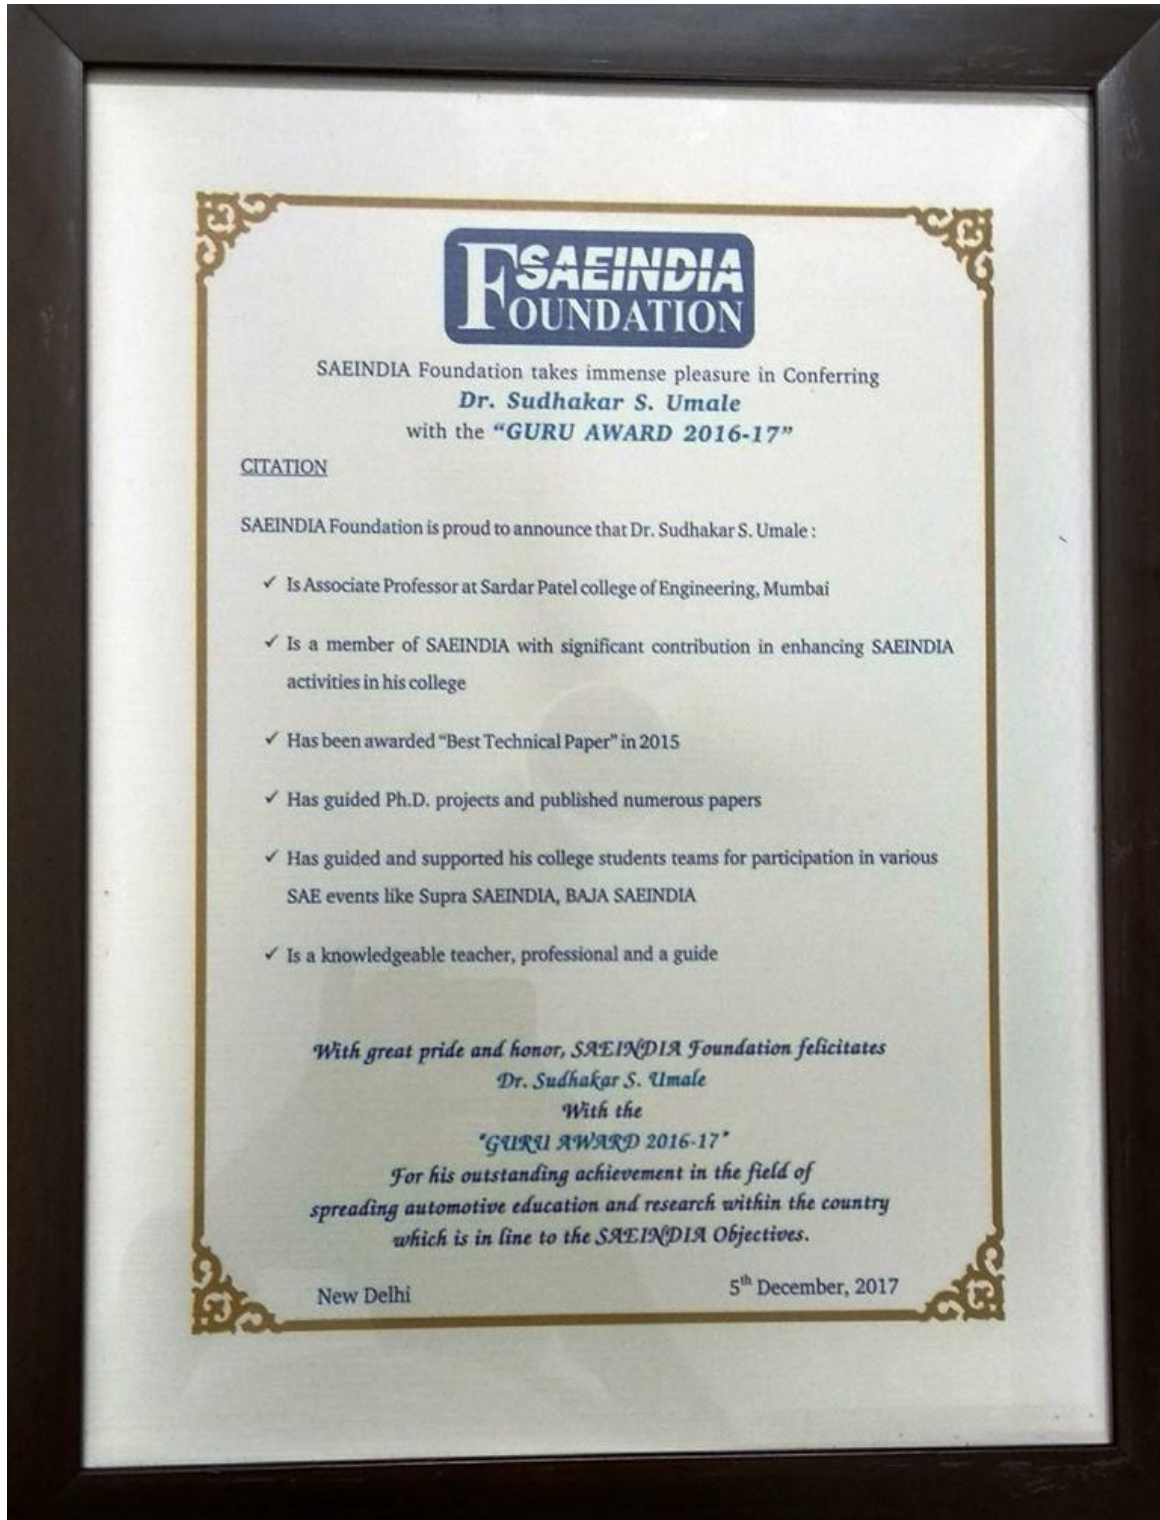 SAEINDIA
FOUNDATION
SAEINDIA Foundation takes immense pleasure in Conferring
Dr. Sudhakar S. Umale
with the “GURU AWARD 2016-17”
CITATION
SAEINDIA Foundation is proud to announce that Dr. Sudhakar S. Umale :
✓ Is Associate Professor at Sardar Patel college of Engineering, Mumbai
✓ Is a member of SAEINDIA with significant contribution in enhancing SAEINDIA
activities in his college
✓ Has been awarded “Best Technical Paper” in 2015
✓ Has guided Ph.D. projects and published numerous papers
✓ Has guided and supported his college students teams for participation in various
SAE events like Supra SAEINDIA, BAJA SAEINDIA
✓ Is a knowledgeable teacher, professional and a guide
With great pride and honor, SAEINDIA Foundation felicitates
Dr. Sudhakar S. Umale
With the
"GURU AWARD 2016-17"
For his outstanding achievement in the field of
spreading automotive education and research within the country
which is in line to the SAEINDIA Objectives.
New Delhi
5th December, 2017